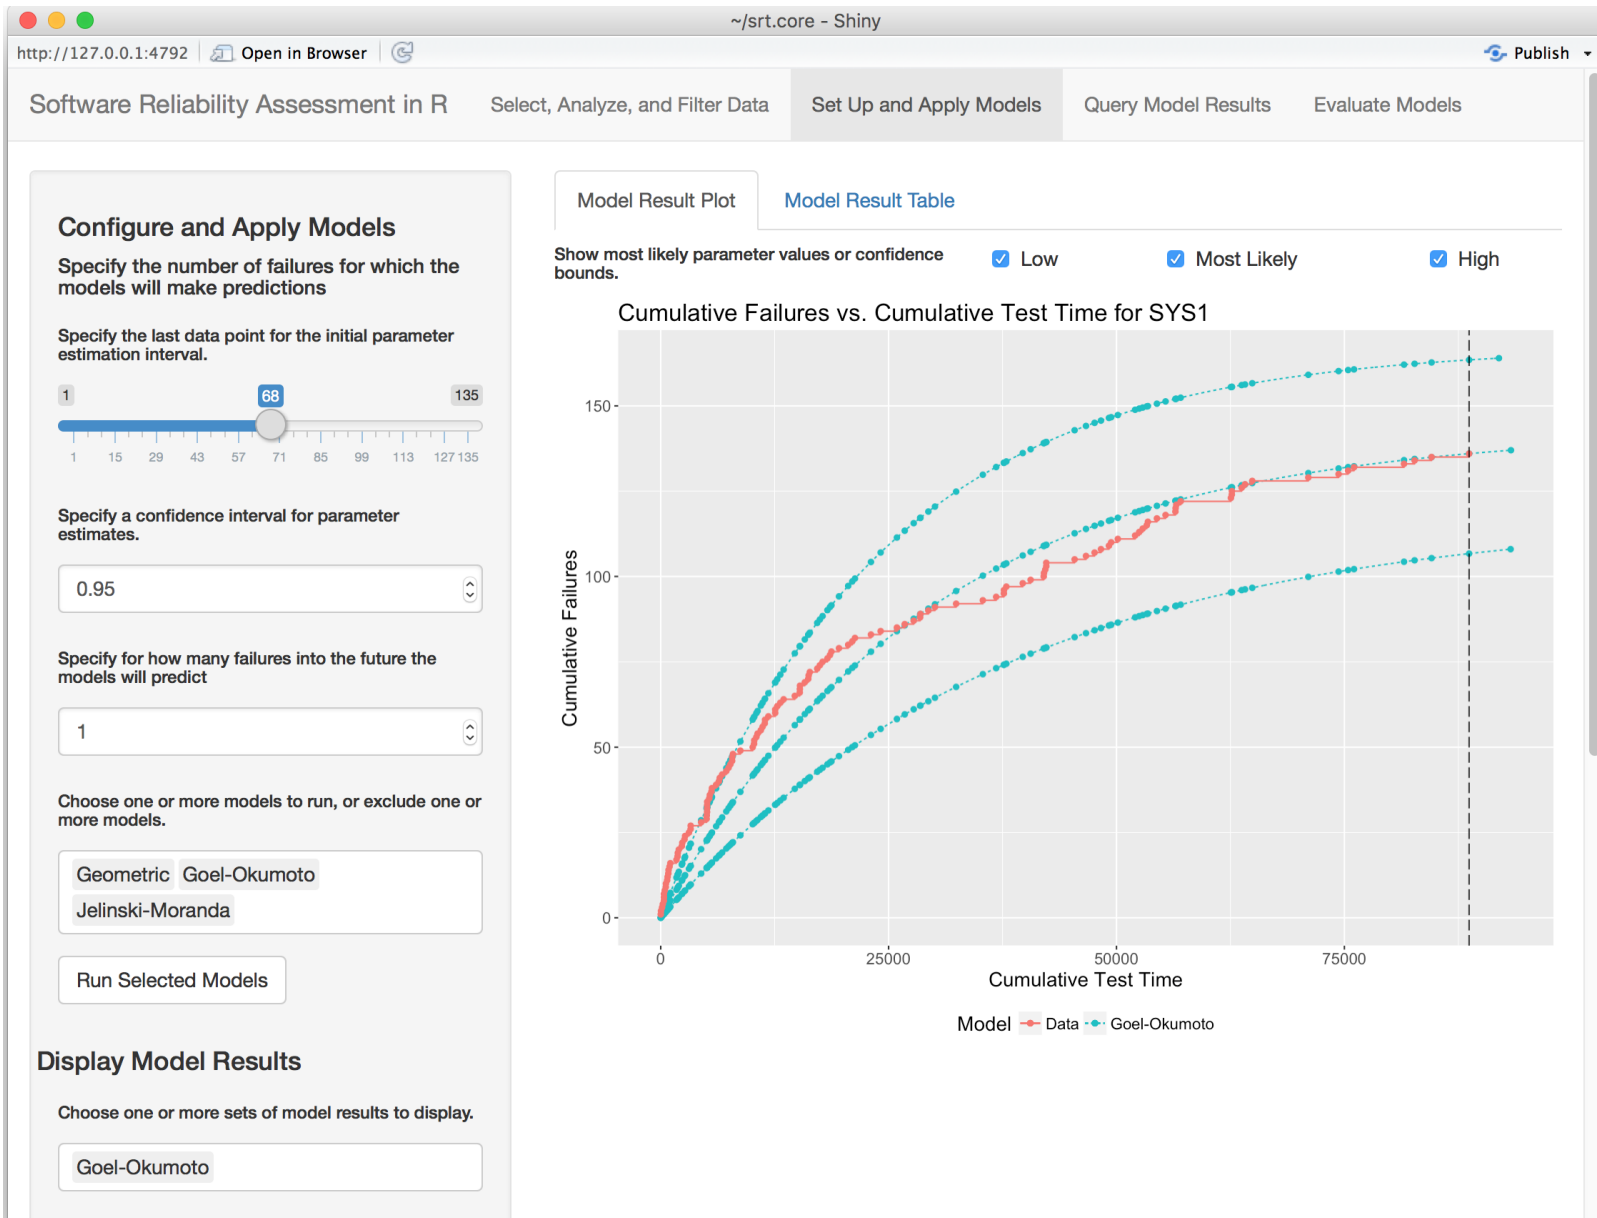 ~/srt.core - Shiny
http://127.0.0.1:4792 Open in Browser Publish
Software Reliability Assessment in R Select, Analyze, and Filter Data Set Up and Apply Models Query Model Results Evaluate Models
Configure and Apply Models
Specify the number of failures for which the
models will make predictions
Specify the last data point for the initial parameter
estimation interval.
1 68 135
1 15 29 43 57 71 85 99 113 127 135
Specify a confidence interval for parameter
estimates.
0.95
Specify for how many failures into the future the
models will predict
1
Choose one or more models to run, or exclude one or
more models.
Geometric Goel-Okumoto
Jelinski-Moranda
Run Selected Models
Display Model Results
Choose one or more sets of model results to display.
Goel-Okumoto
Model Result Plot Model Result Table
Show most likely parameter values or confidence
bounds.
Low Most Likely High
Cumulative Failures vs. Cumulative Test Time for SYS1
Cumulative Failures
150
100
50
0
0 25000 50000 75000
Cumulative Test Time
Model Data Goel-Okumoto